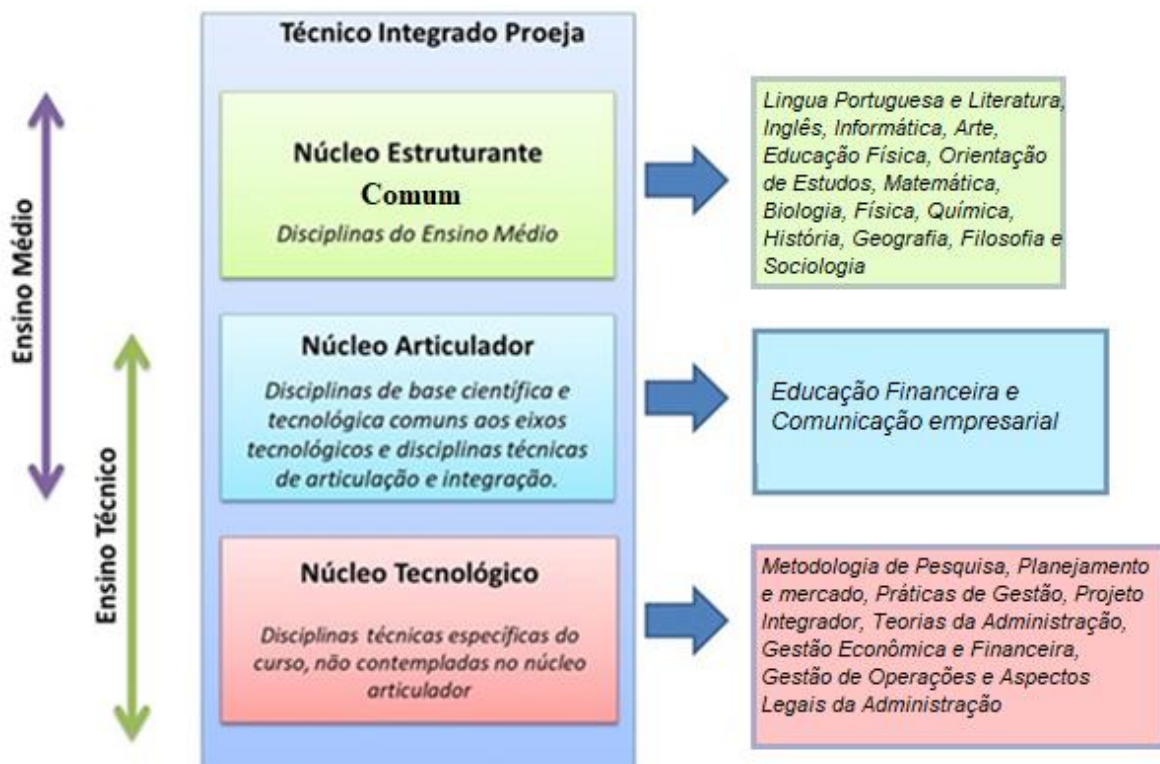 Técnico Integrado Proeja
Ensino Médio
Ensino Técnico
Núcleo Estruturante
Comum
Disciplinas do Ensino Médio
Lingua Portuguesa e Literatura,
Inglês, Informática, Arte,
Educação Física, Orientação
de Estudos, Matemática,
Biologia, Física, Química,
História, Geografia, Filosofia e
Sociologia
Núcleo Articulador
Disciplinas de base científica e
tecnológica comuns aos eixos
tecnológicos e disciplinas técnicas
de articulação e integração.
Educação Financeira e
Comunicação empresarial
Núcleo Tecnológico
Disciplinas técnicas específicas do
curso, não contempladas no núcleo
articulador
Metodologia de Pesquisa, Planejamento
e mercado, Práticas de Gestão, Projeto
Integrador, Teorias da Administração,
Gestão Econômica e Financeira,
Gestão de Operações e Aspectos
Legais da Administração